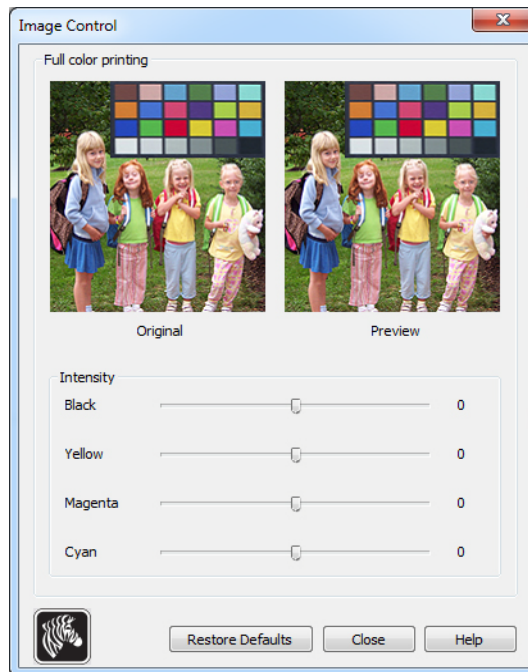 Image Control
Full color printing
Original
Preview
Intensity
Black 0
Yellow 0
Magenta 0
Cyan 0
Restore Defaults
Close
Help